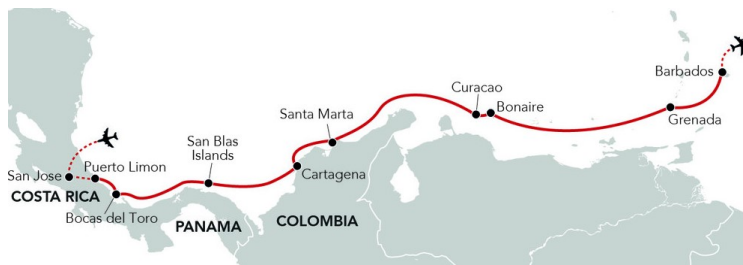 Barbados
Curacao
Bonaire
Santa Marta
Grenada
San Blas
Islands
Puerto Limon
San Jose
Cartagena
COSTA RICA
Bocas del Toro
PANAMA
COLOMBIA